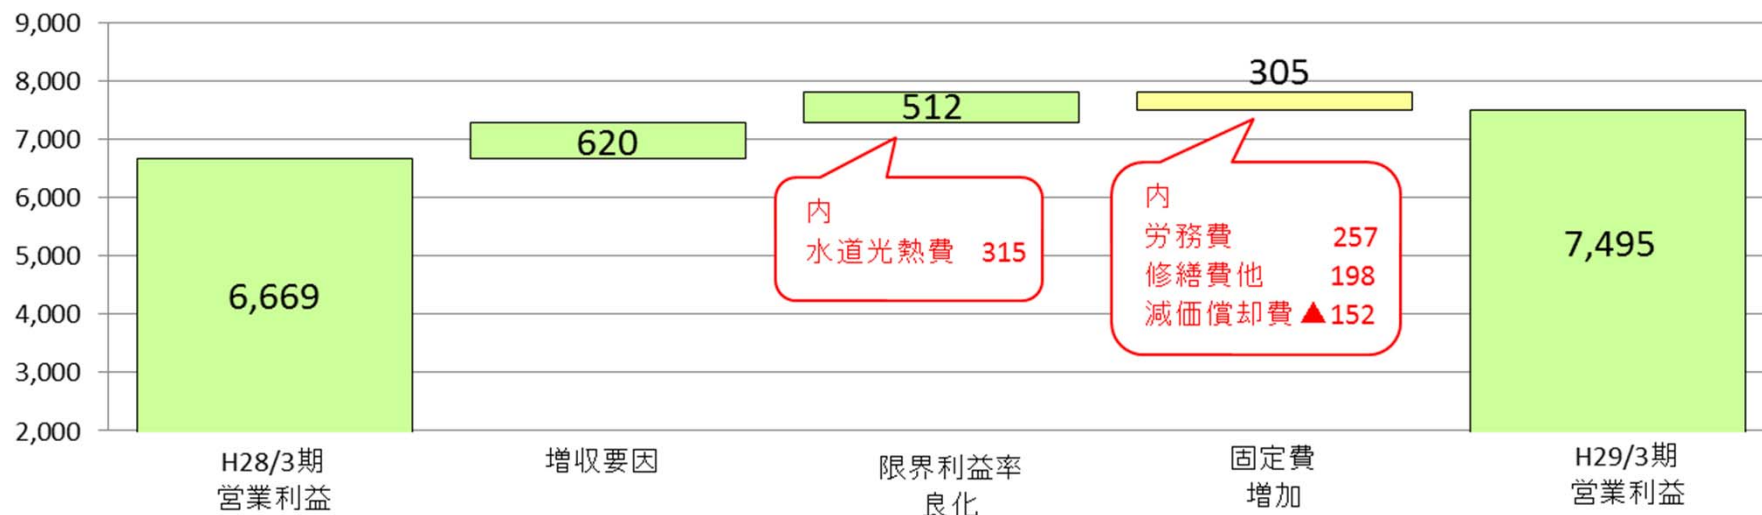 9,000
8,000
7,000
6,000
5,000
4,000
3,000
2,000
6,669
620
512
305
7,495
内
水道光熱費 315
内
労務費 257
修繕費他 198
減価償却費 ▲152
H28/3期
営業利益
増収要因
限界利益率
良化
固定費
増加
H29/3期
営業利益